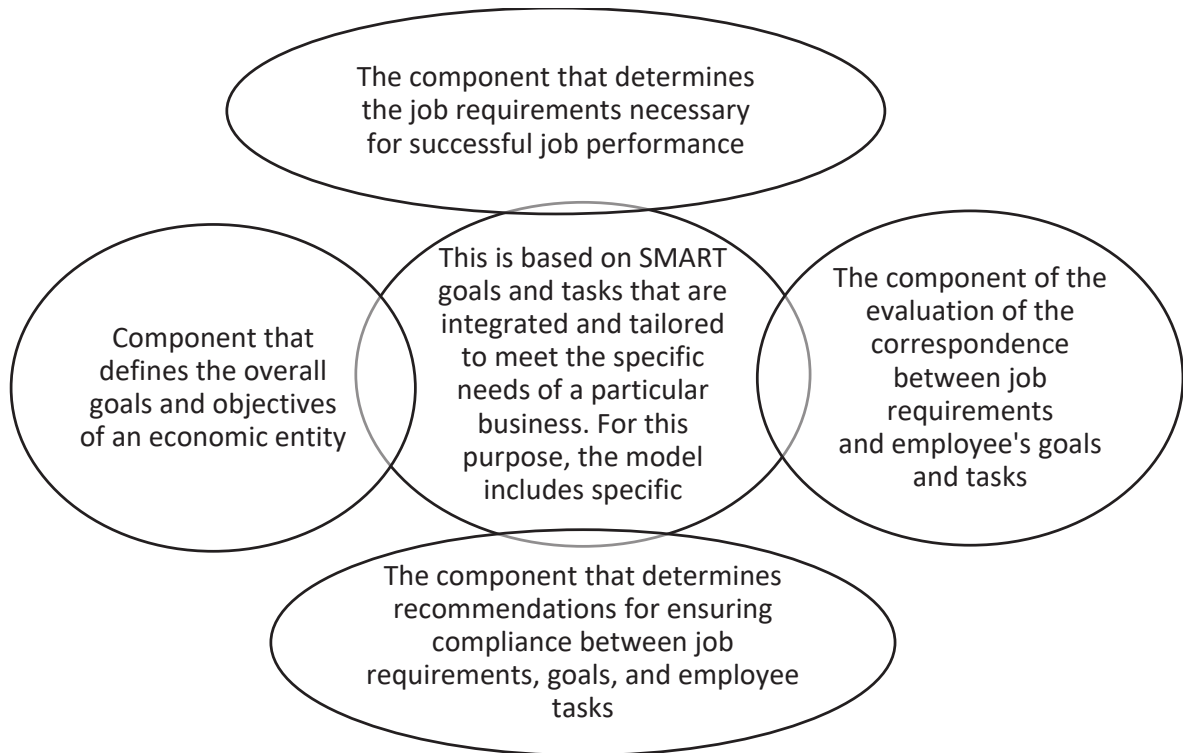 The component that determines
the job requirements necessary
for successful job performance
Component that
defines the overall
goals and objectives
of an economic entity
This is based on SMART
goals and tasks that are
integrated and tailored
to meet the specific
needs of a particular
business. For this
purpose, the model
includes specific
The component of the
evaluation of the
correspondence
between job
requirements
and employee's goals
and tasks
The component that determines
recommendations for ensuring
compliance between job
requirements, goals, and employee
tasks